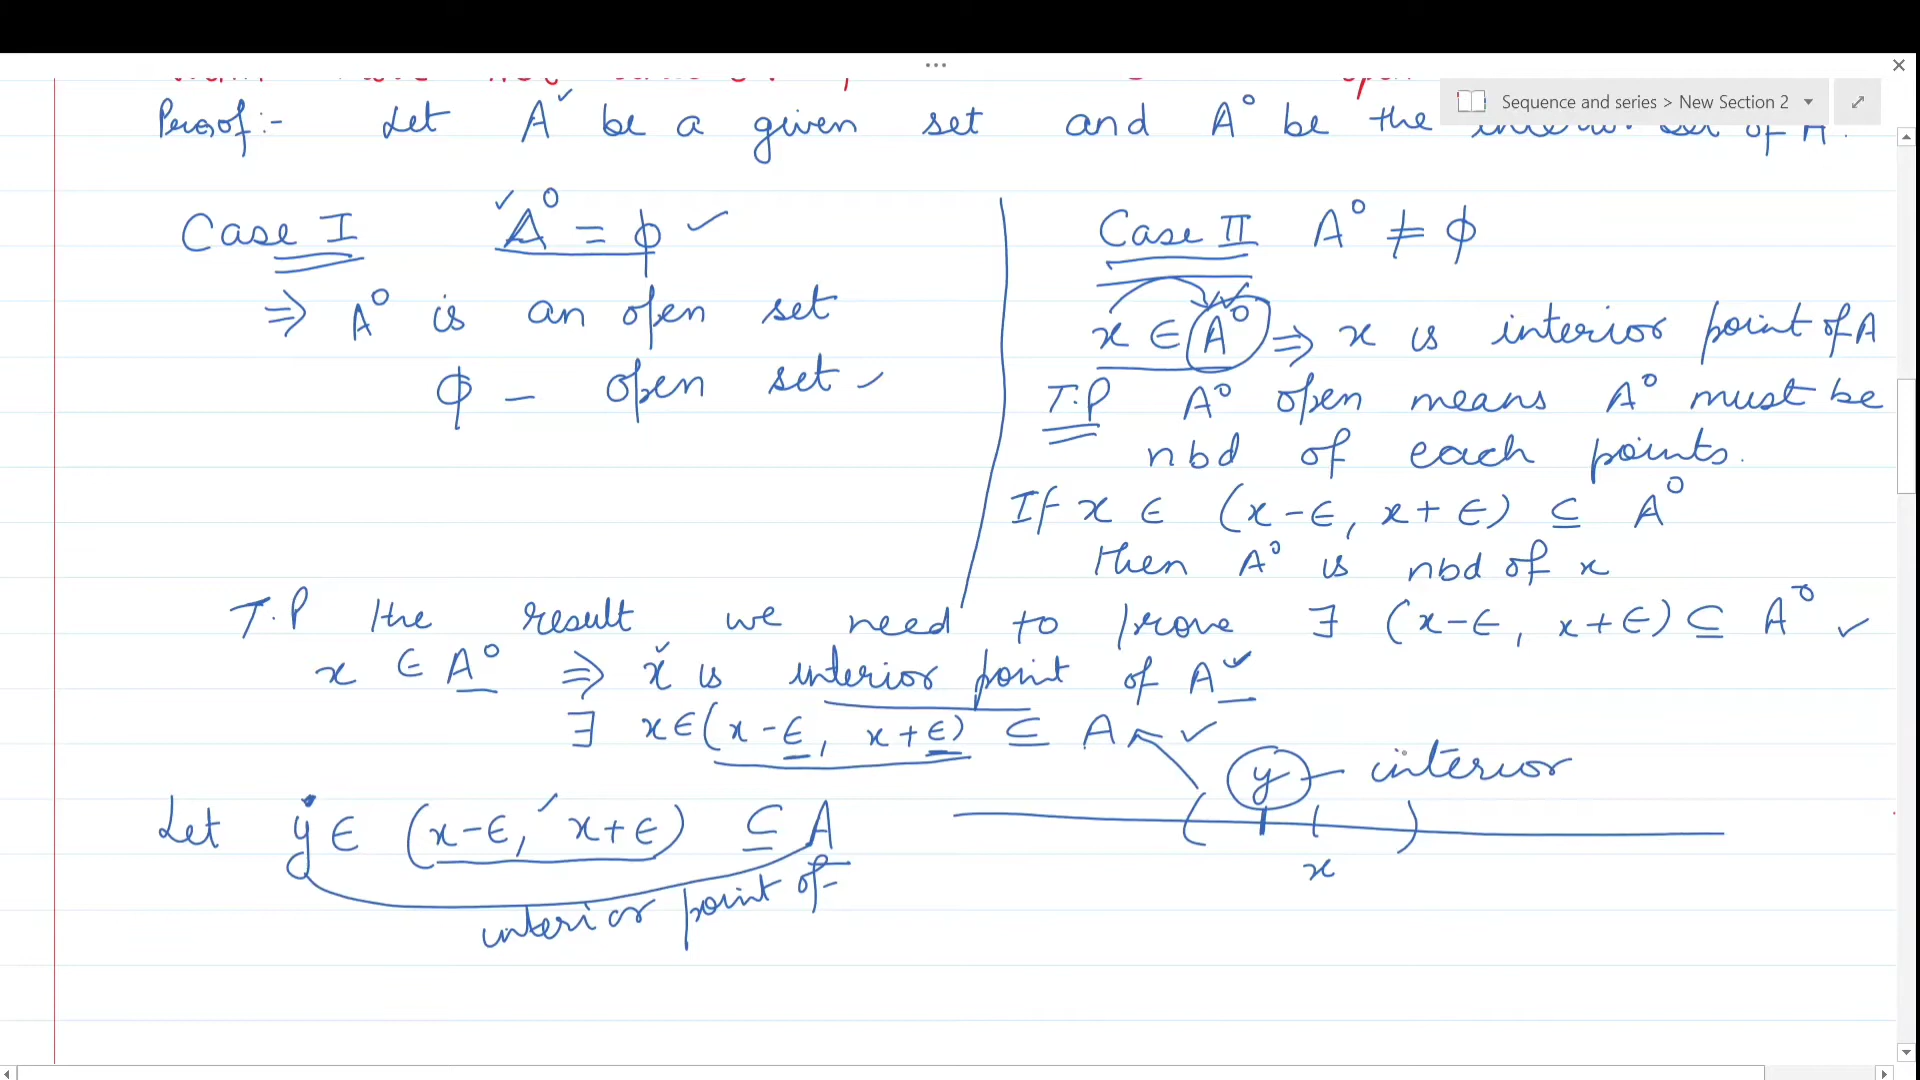 Sequence and series > New Section 2
Proof :- Let A be a given set and A° be the of A.
Case I A° = ϕ
⇒ A° is an open set
ϕ - open set
Case II A° ≠ ϕ
x ∈ A° ⇒ x is interior point of A
T.P A° open means A° must be
nbd of each points.
If x ∈ (x-ϵ, x+ϵ) ⊆ A°
then A° is nbd of x
T.P the result we need to prove ∃ (x-ϵ, x+ϵ) ⊆ A°
x ∈ A° ⇒ x is interior point of A
∃ x∈(x-ϵ, x+ϵ) ⊆ A
y - interior
x
Let y ∈ (x-ϵ, x+ϵ) ⊆ A
interior point of